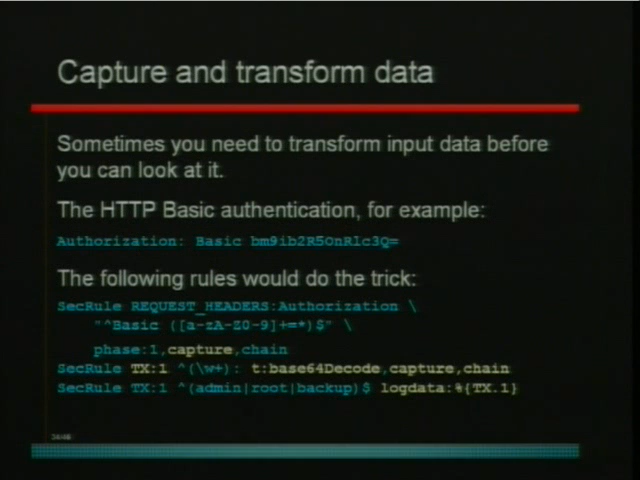 Capture and transform data
Sometimes you need to transform input data before
you can look at it.
The HTTP Basic authentication, for example:
Authorization: Basic bm9ib2R5OnRlc3Q=
The following rules would do the trick:
SecRule REQUEST_HEADERS:Authorization \
"^Basic ([a-zA-Z0-9]+=*)$" \
phase:1,capture,chain
SecRule TX:1 ^(\w+): t:base64Decode,capture,chain
SecRule TX:1 ^(admin|root|backup)$ logdata:%{TX.1}